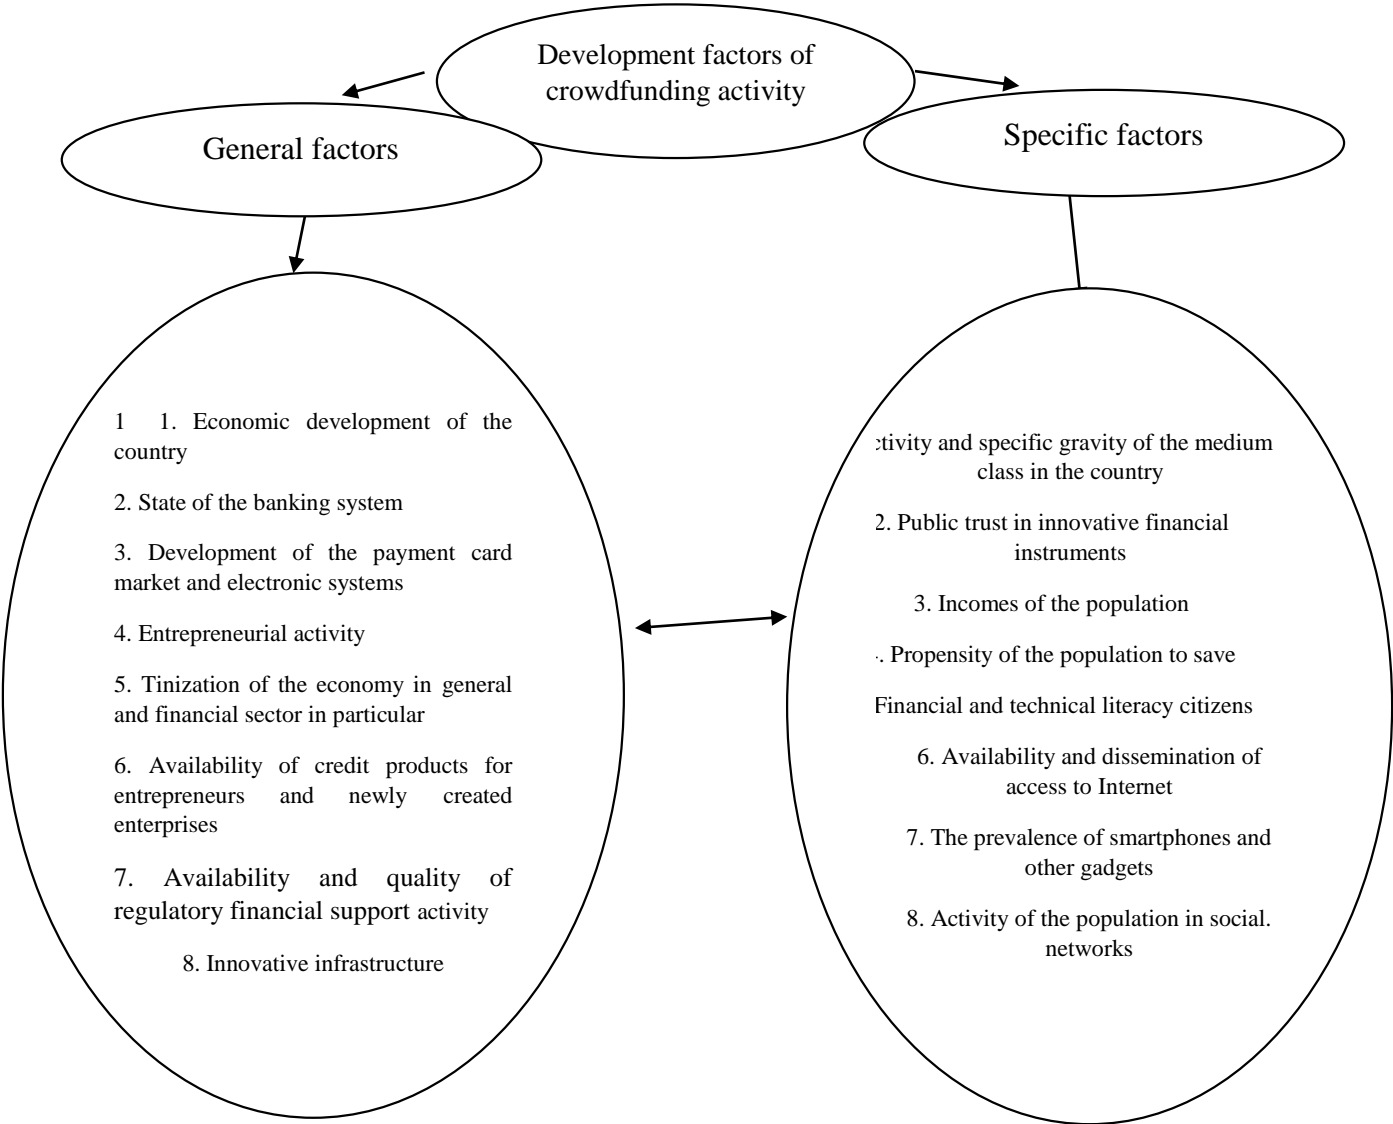 Development factors of
crowdfunding activity
General factors
Specific factors
1 1. Economic development of the
country
2. State of the banking system
3. Development of the payment card
market and electronic systems
4. Entrepreneurial activity
5. Tinization of the economy in general
and financial sector in particular
6. Availability of credit products for
entrepreneurs and newly created
enterprises
7. Availability and quality of
regulatory financial support activity
8. Innovative infrastructure
and specific gravity of the medium
class in the country
2. Public trust in innovative financial
instruments
3. Incomes of the population
. Propensity of the population to save
Financial and technical literacy citizens
6. Availability and dissemination of
access to Internet
7. The prevalence of smartphones and
other gadgets
8. Activity of the population in social.
networks